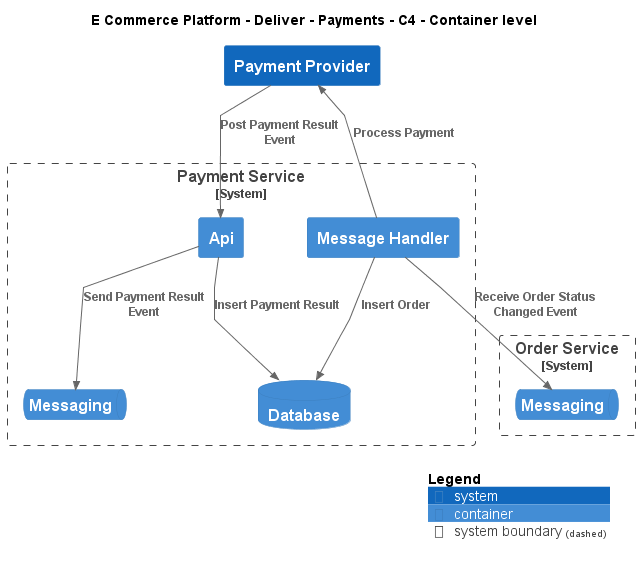 E Commerce Platform - Deliver - Payments - C4 - Container level
Payment Provider
Post Payment Result
Event
Process Payment
Payment Service
[System]
Api
Message Handler
Send Payment Result
Event
Insert Payment Result
Insert Order
Receive Order Status
Changed Event
Order Service
[System]
Messaging
Database
Messaging
Legend
system
container
system boundary (dashed)